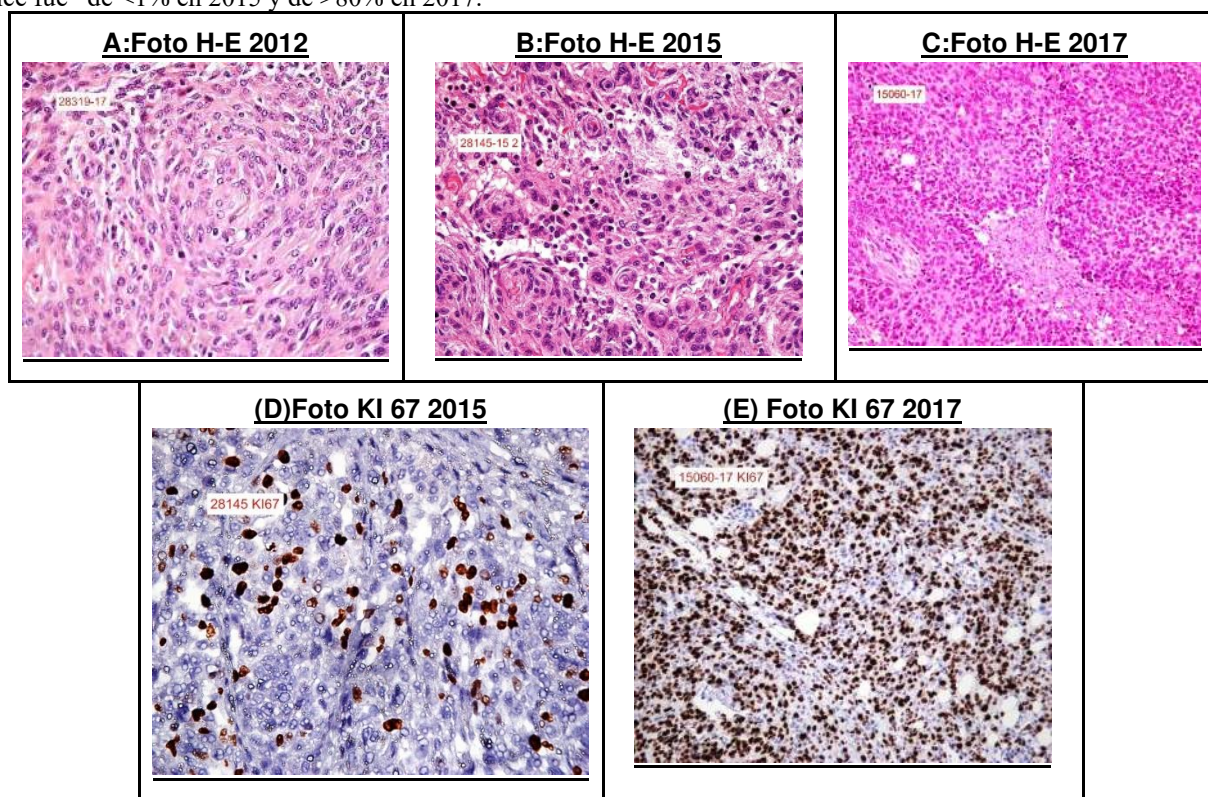 fue de <1% en 2015 y de >80% en 2017.
A:Foto H-E 2012
B:Foto H-E 2015
C:Foto H-E 2017
28319-17
28145-15 2
15060-17
(D)Foto KI 67 2015
(E) Foto KI 67 2017
28145 KI67
15060-17 KI67